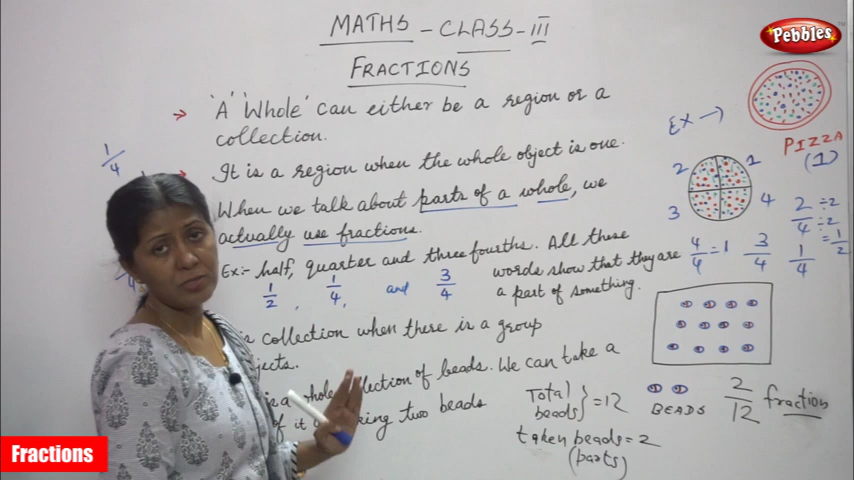 MATHS - CLASS - III
Pebbles
FRACTIONS
'A' 'Whole' can either be a region or a
collection.
Ex →
PIZZA
(1)
1/4
It is a region when the whole object is one.
When we talk about parts of a whole, we
actually use fractions.
2 1
3 4
2/4 ÷2 ÷2 = 1/2
Ex:- half, quarter and three fourths. All these
words show that they are
a part of something.
1/2, 1/4, and 3/4
4/4 = 1 3/4 1/4
collection when there is a group
whole collection of beads. We can take a
of it two beads
Total
beads } = 12
taken beads = 2
(parts)
BEADS
2/12 fraction
Fractions